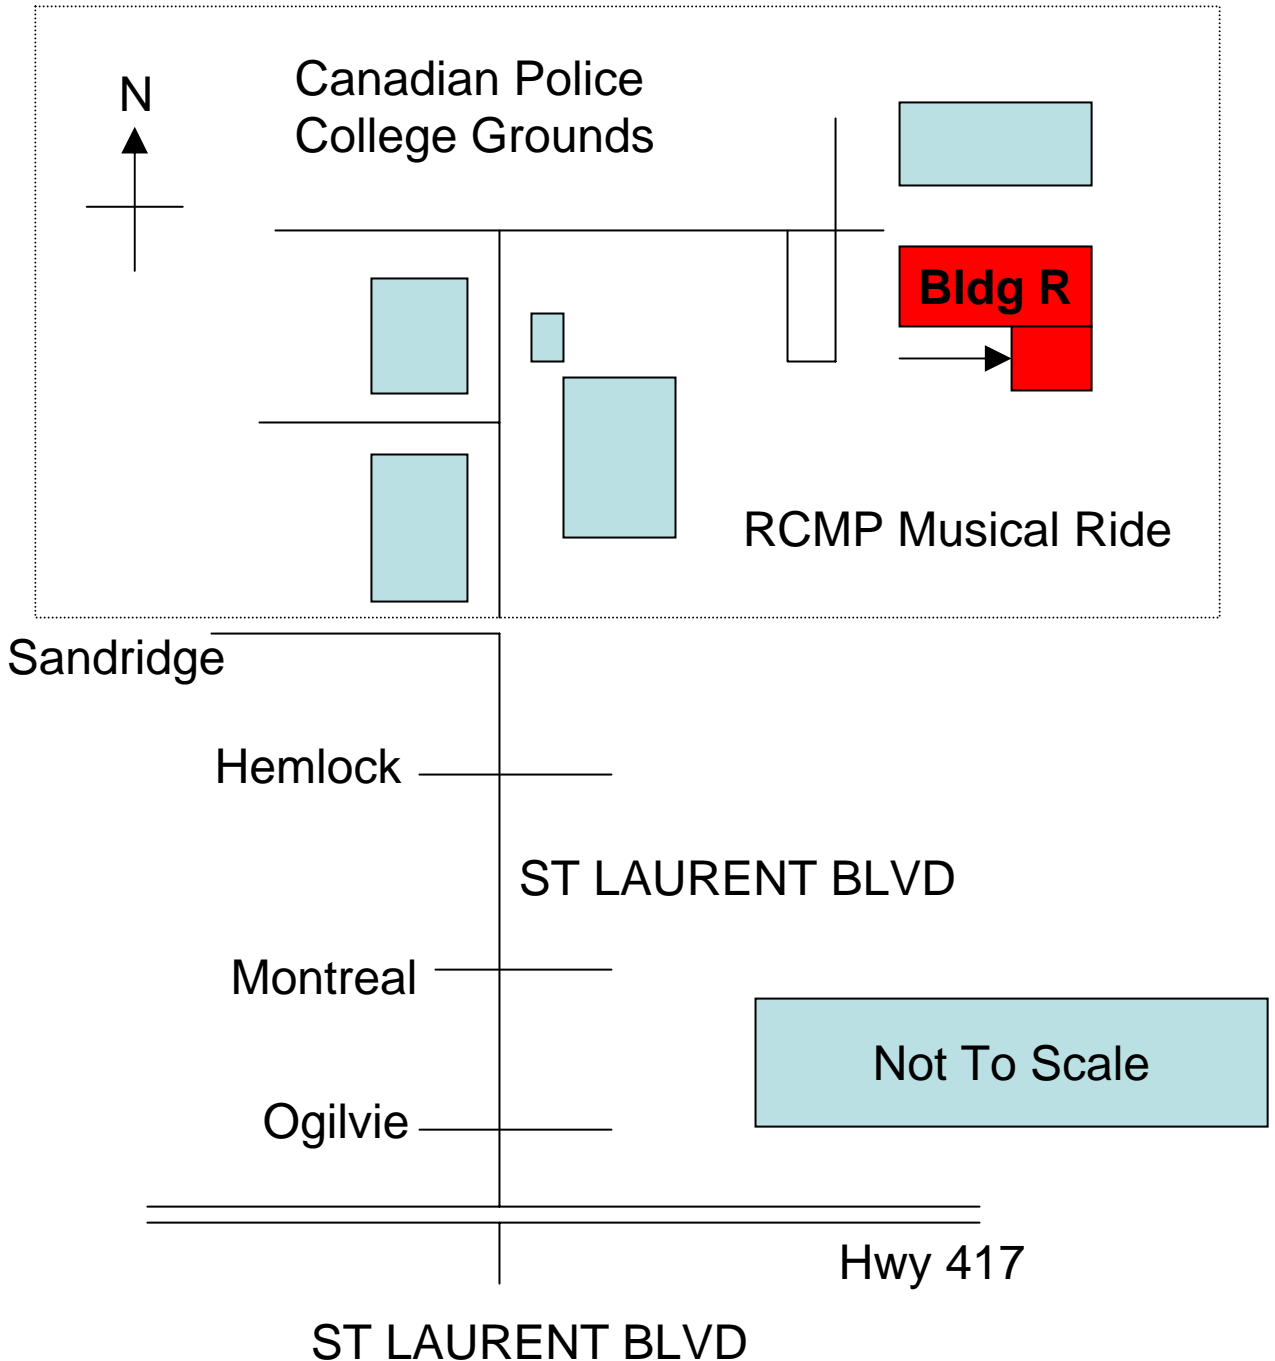 Canadian Police
College Grounds
N
Bldg R
RCMP Musical Ride
Sandridge
Hemlock
ST LAURENT BLVD
Montreal
Not To Scale
Ogilvie
Hwy 417
ST LAURENT BLVD